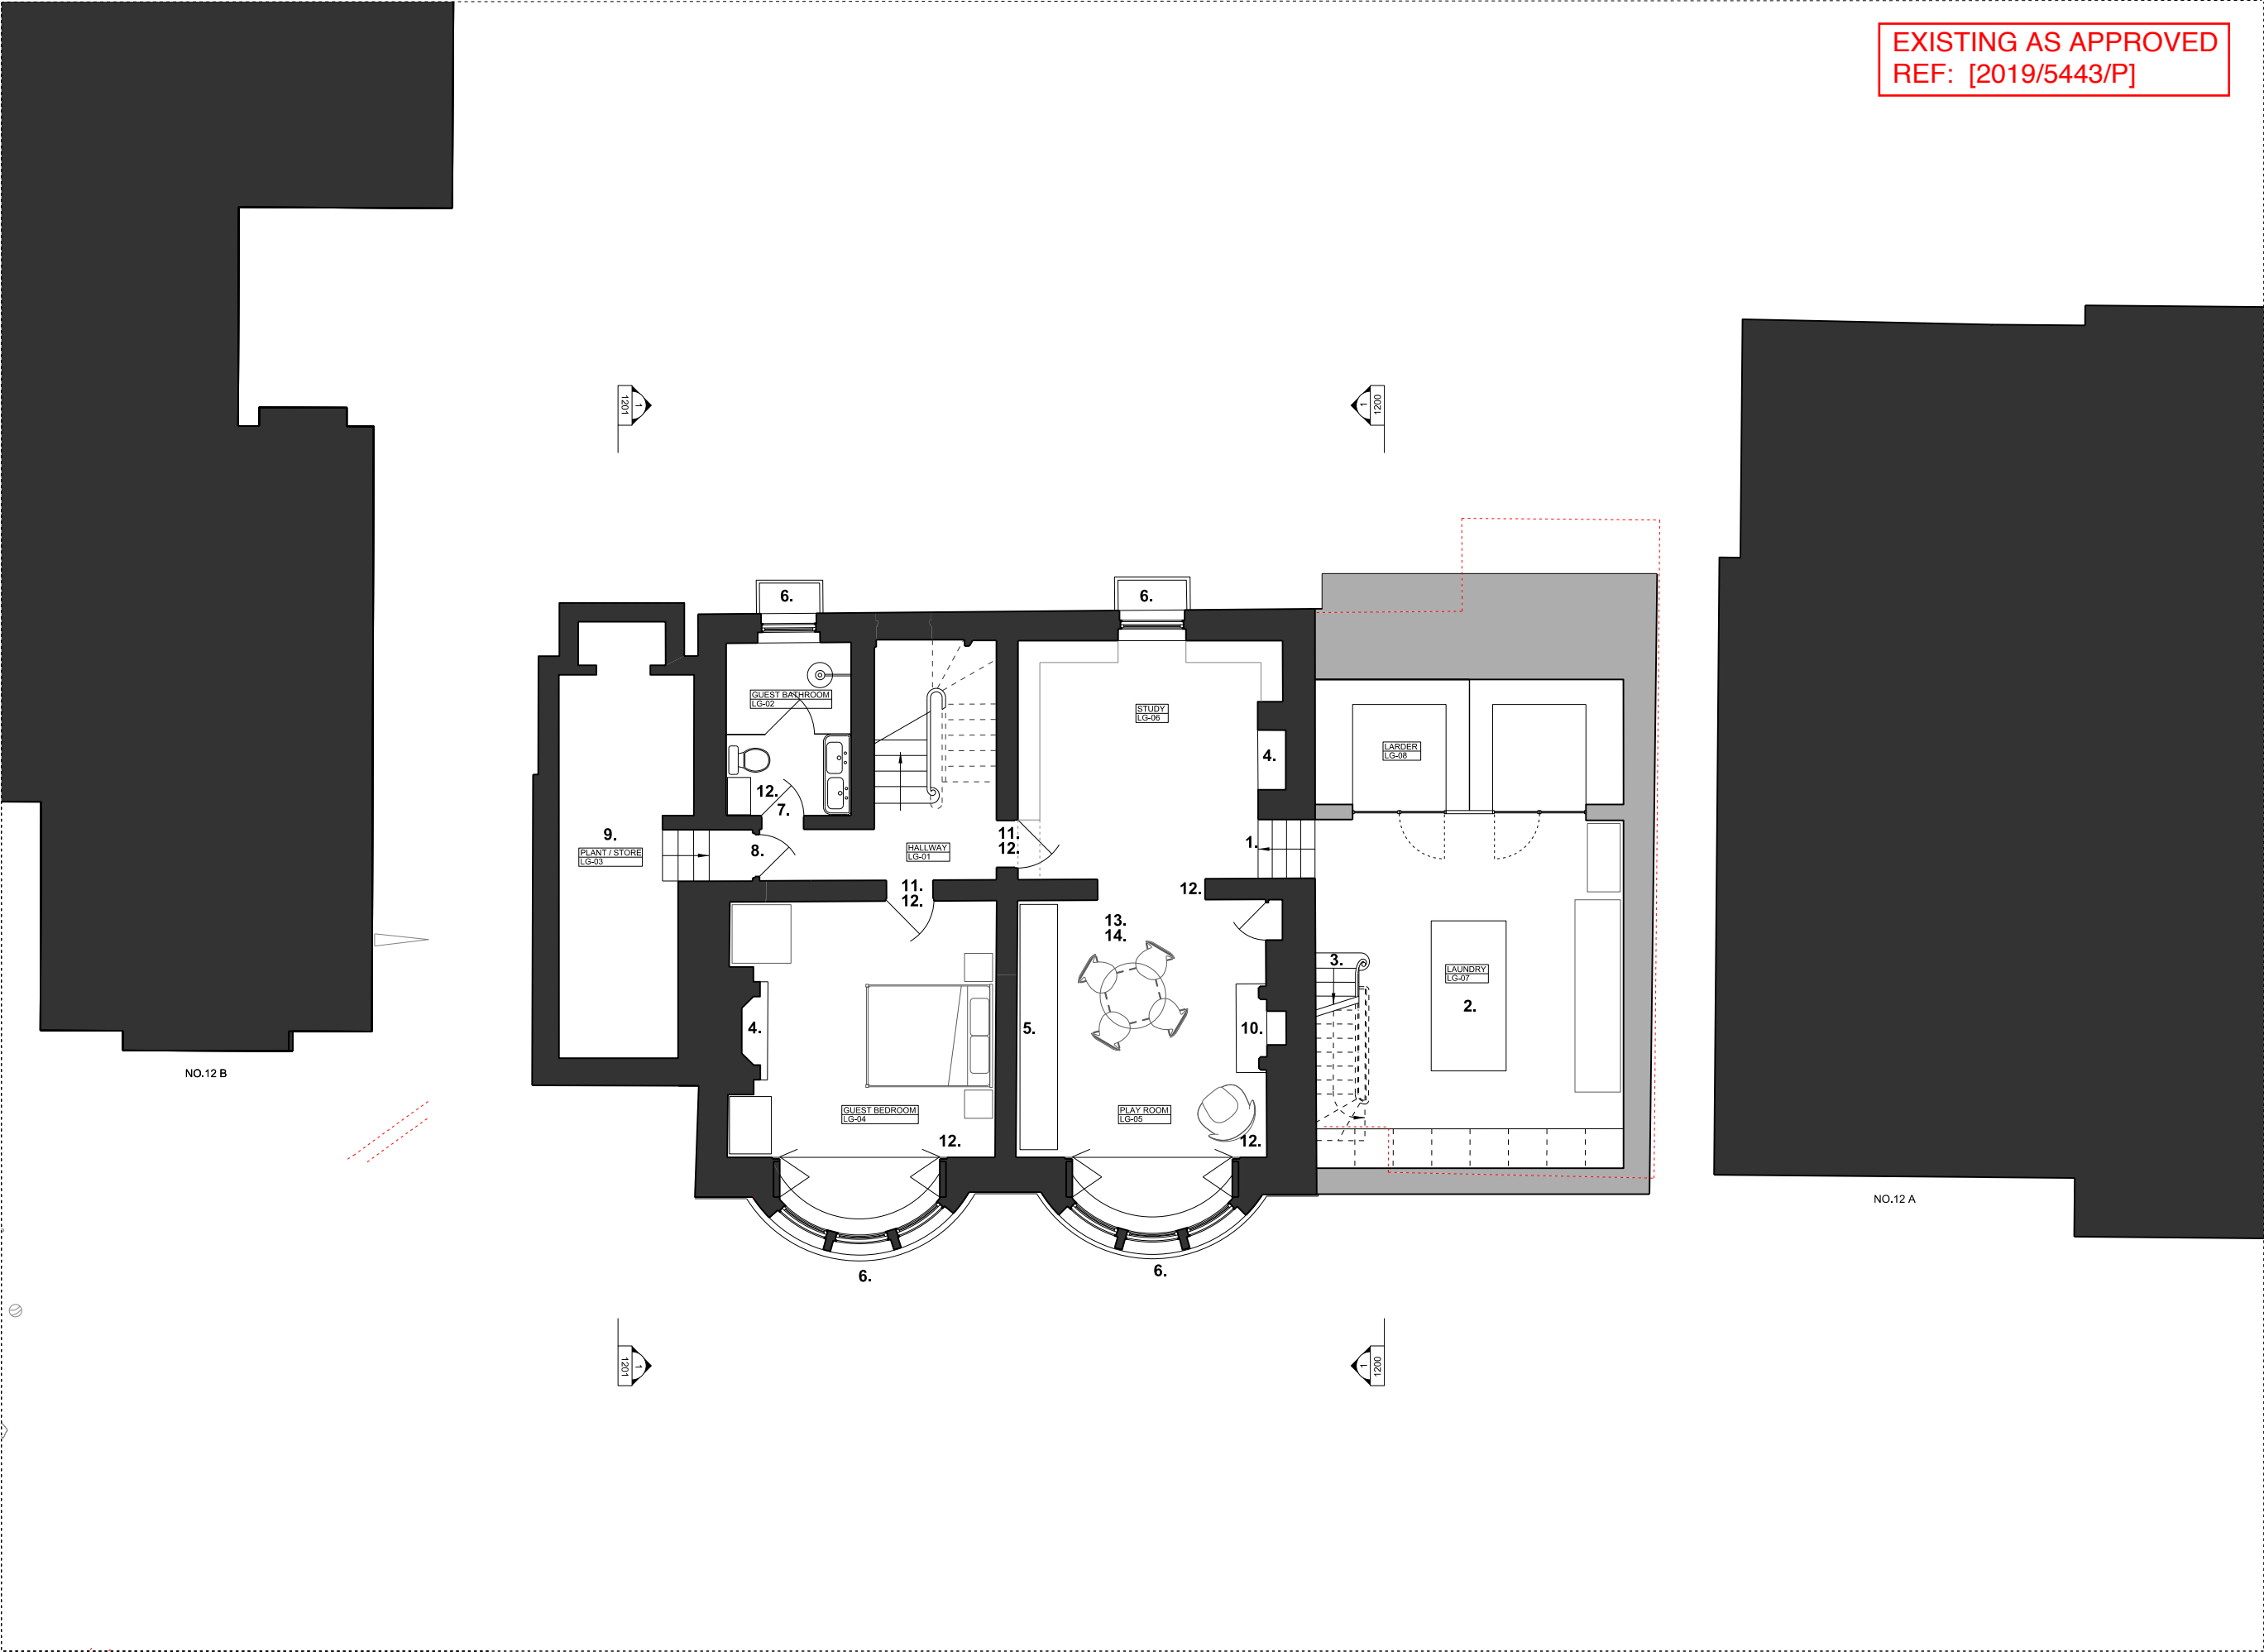 EXISTING AS APPROVED
REF: [2019/5443/P]
1
1201
1
1200
6.
6.
GUEST BATHROOM
LG-02
STUDY
LG-06
LARDER
LG-08
4.
12.
7.
9.
PLANT / STORE
LG-03
8.
HALLWAY
LG-01
11.
12.
1.
11.
12.
12.
13.
14.
3.
LAUNDRY
LG-07
2.
4.
5.
10.
GUEST BEDROOM
LG-04
12.
PLAY ROOM
LG-05
12.
6.
6.
NO.12 B
NO.12 A
1
1201
1
1200